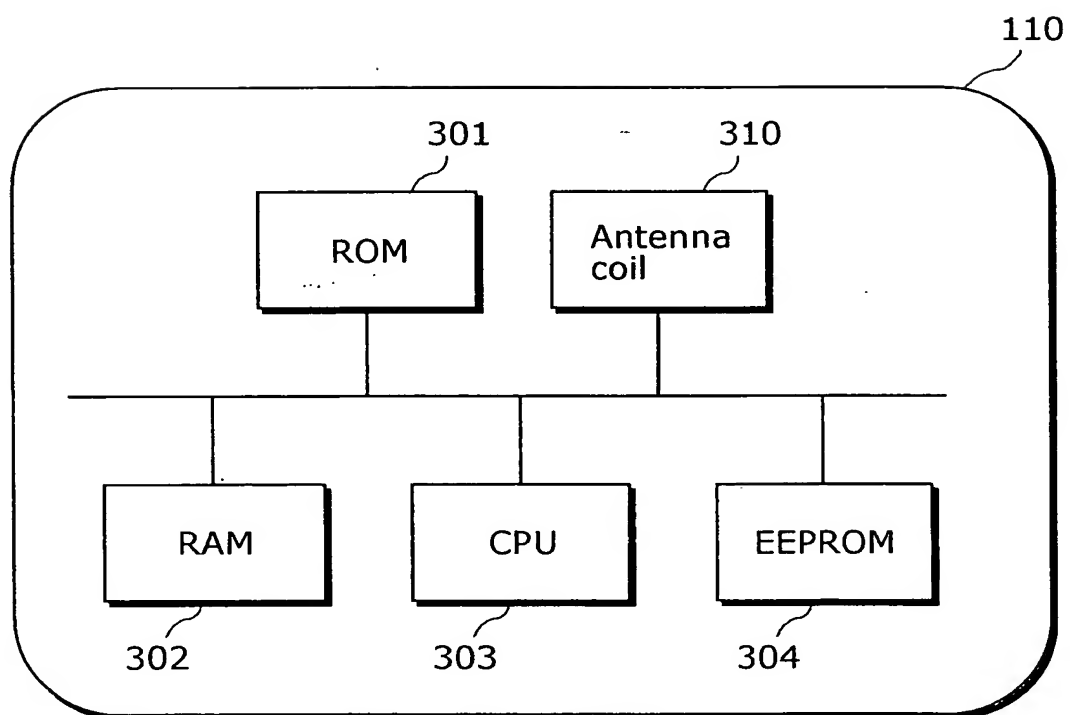 110
301
310
ROM
Antenna
coil
RAM
CPU
EEPROM
302
303
304